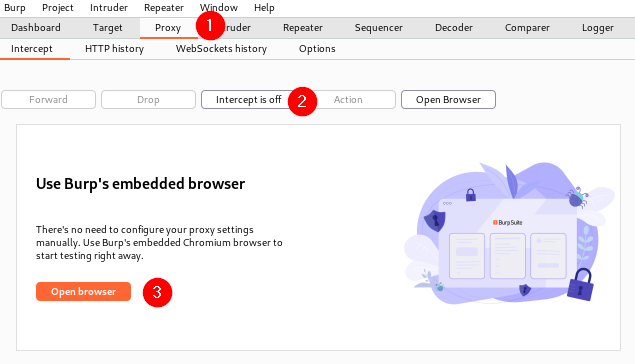 Burp Project Intruder Repeater Window Help
Dashboard Target Proxy 1 ruder Repeater Sequencer Decoder Comparer Logger
Intercept HTTP history WebSockets history Options
Forward Drop Intercept is off 2 Action Open Browser
Use Burp's embedded browser
BurpSuite
There's no need to configure your proxy settings
manually. Use Burp's embedded Chromium browser to
start testing right away.
Open browser 3